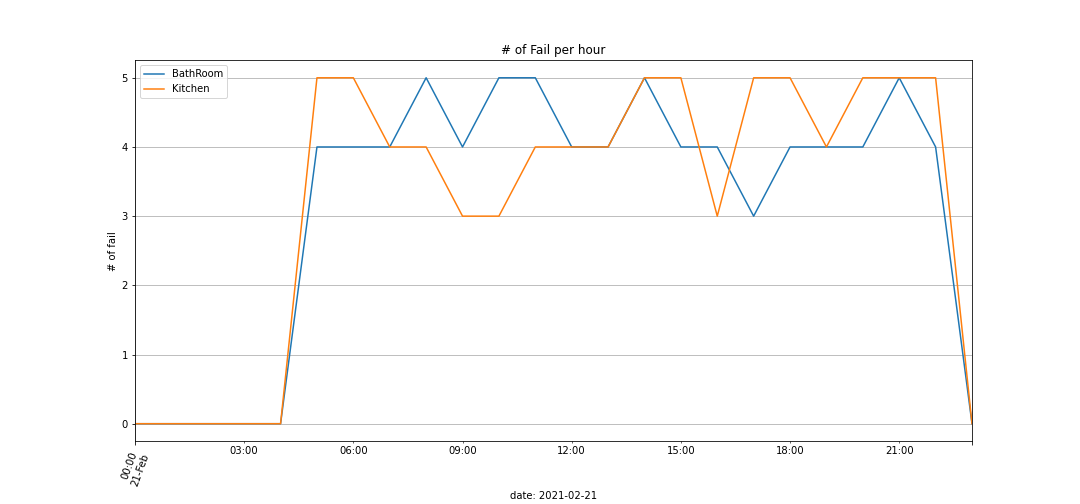 # of Fail per hour
BathRoom
Kitchen
# of fail
5
4
3
2
1
0
00:00
21-Feb
03:00
06:00
09:00
12:00
15:00
18:00
21:00
date: 2021-02-21